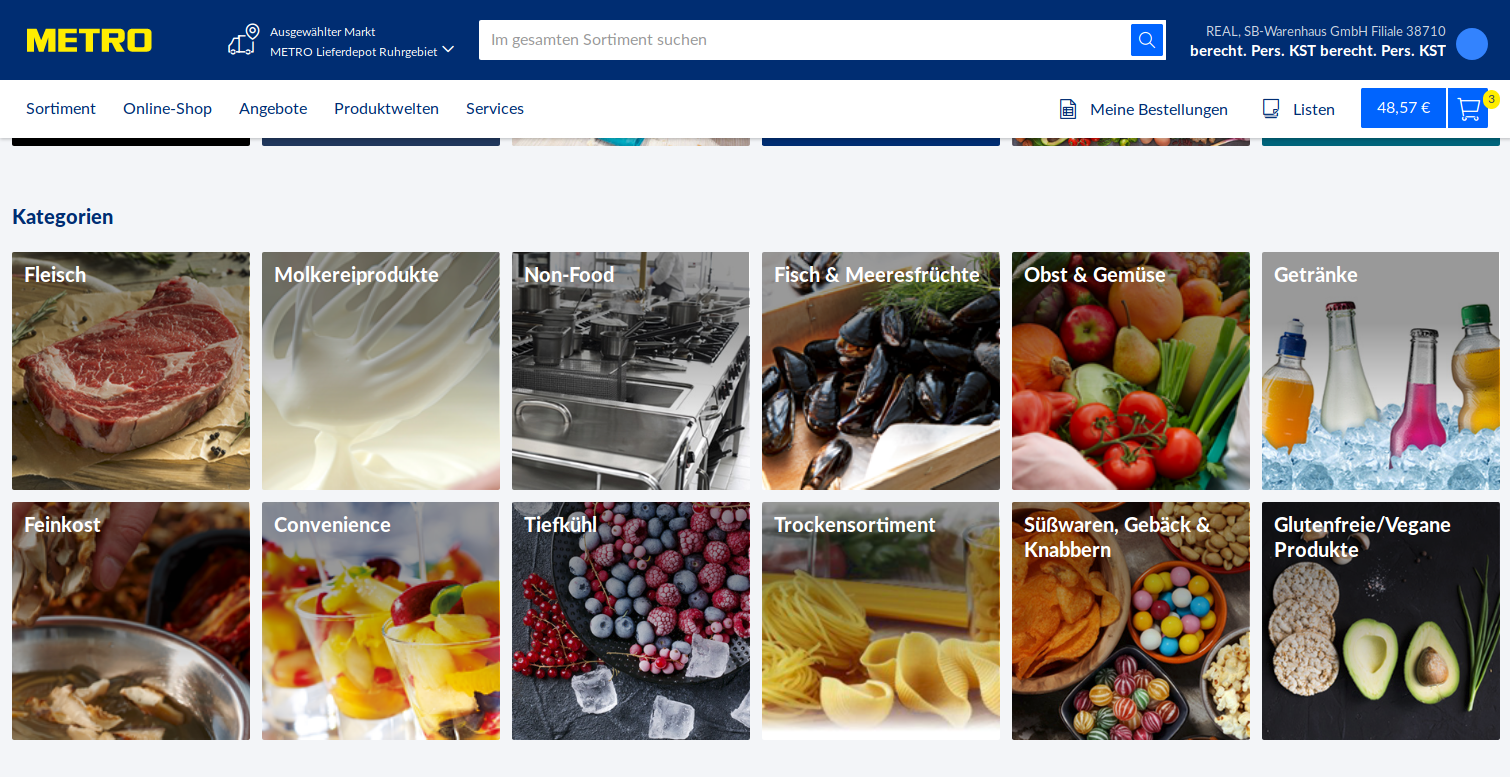 METRO
Ausgewählter Markt
METRO Lieferdepot Ruhrgebiet
Im gesamten Sortiment suchen
REAL, SB-Warenhaus GmbH Filiale 38710
berecht. Pers. KST berecht. Pers. KST
Sortiment
Online-Shop
Angebote
Produktwelten
Services
Meine Bestellungen
Listen
48,57 €
3
Kategorien
Fleisch
Molkereiprodukte
Non-Food
Fisch & Meeresfrüchte
Obst & Gemüse
Getränke
Feinkost
Convenience
Tiefkühl
Trockensortiment
Süßwaren, Gebäck &
Knabbern
Glutenfreie/Vegane
Produkte